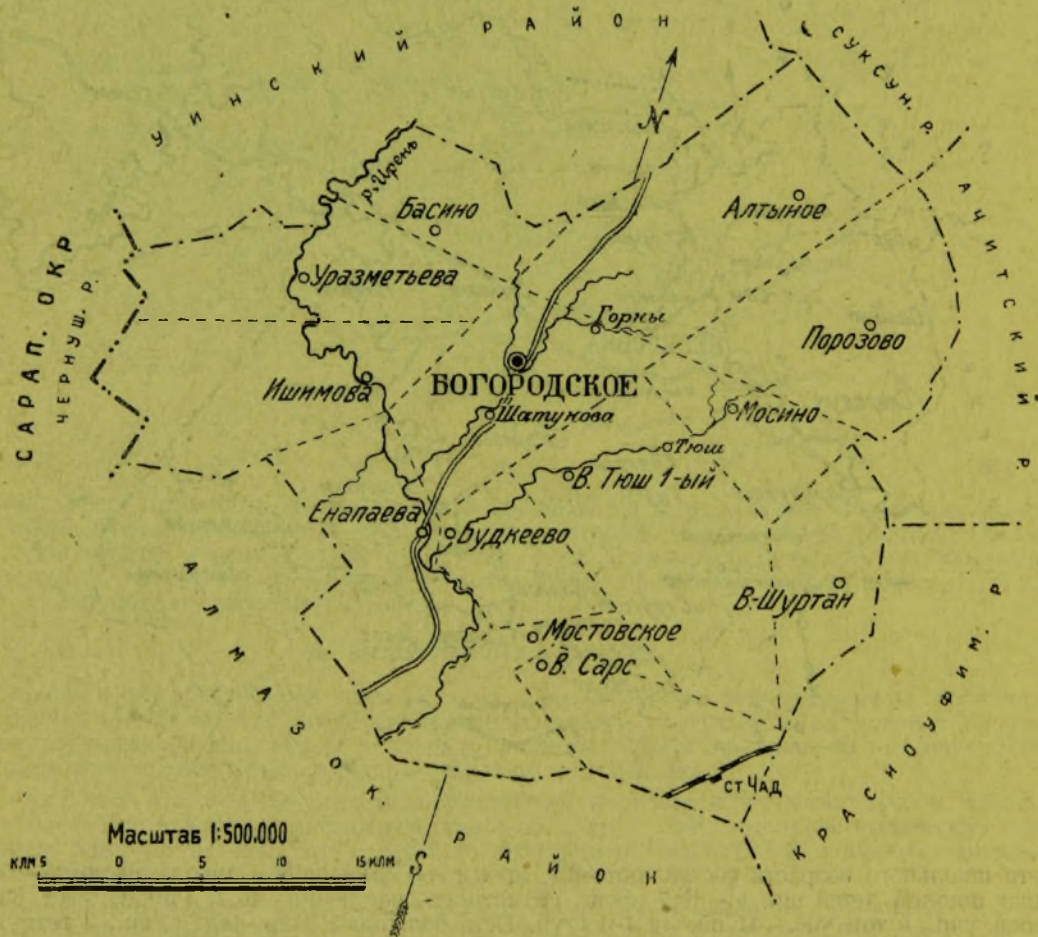 УИНСКИЙ РАЙОН
СУКСУН. Р.
N
р. Ирень
Басино
Алтыное
АЧИТСКИЙ Р.
САРАП. ОКР
ЧЕРНУШ. Р.
Уразметьева
Горны
Порозово
Ишимова
БОГОРОДСКОЕ
Шатунова
Мосино
Тюш
В. Тюш 1-ый
Енапаева
Будкеево
В-Шуртан
Мостовское
В. Сарс
АЛМАЗ ОК. РАЙОН
ст ЧАД
КРАСНОУФИМ. Р
Масштаб 1:500.000
КЛМ 5 0 5 10 15 КЛМ
S